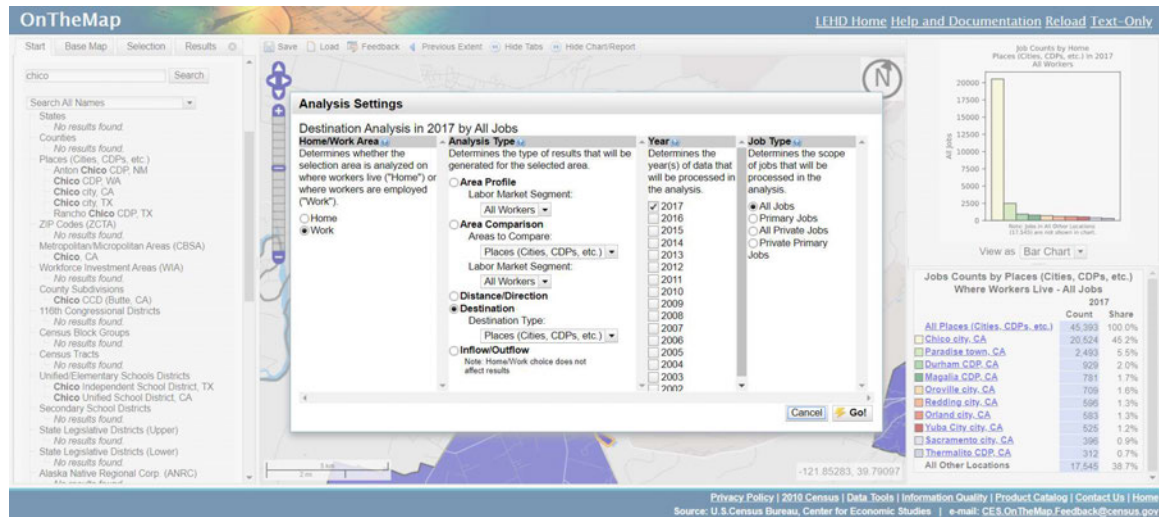 OnTheMap
LEHD Home Help and Documentation Reload Text-Only
Start Base Map Selection Results
Save Load Feedback Previous Extent Hide Tabs Hide Chart/Report
chico Search
Search All Names
States
No results found.
Counties
No results found.
Places (Cities, CDPs, etc.)
Anton Chico CDP, NM
Chico CDP, WA
Chico city, CA
Chico city, TX
Rancho Chico CDP, TX
ZIP Codes (ZCTA)
No results found.
Metropolitan/Micropolitan Areas (CBSA)
Chico, CA
Workforce Investment Areas (WIA)
No results found.
County Subdivisions
Chico CCD (Butte, CA)
116th Congressional Districts
No results found.
Census Block Groups
No results found.
Census Tracts
No results found.
Unified/Elementary Schools Districts
Chico Independent School District, TX
Chico Unified School District, CA
Secondary School Districts
No results found.
State Legislative Districts (Upper)
No results found.
State Legislative Districts (Lower)
No results found.
Alaska Native Regional Corp. (ANRC)
N
Analysis Settings
Destination Analysis in 2017 by All Jobs
Home/Work Area
Determines whether the
selection area is analyzed on
where workers live ("Home") or
where workers are employed
("Work").
Home
Work
Analysis Type
Determines the type of results that will be
generated for the selected area.
Area Profile
Labor Market Segment:
All Workers
Area Comparison
Areas to Compare:
Places (Cities, CDPs, etc.)
Labor Market Segment:
All Workers
Distance/Direction
Destination
Destination Type:
Places (Cities, CDPs, etc.)
Inflow/Outflow
Note: Home/Work choice does not
affect results
Year
Determines the
year(s) of data that
will be processed in
the analysis.
2017
2016
2015
2014
2013
2012
2011
2010
2009
2008
2007
2006
2005
2004
2003
2002
Job Type
Determines the scope
of jobs that will be
processed in the
analysis.
All Jobs
Primary Jobs
All Private Jobs
Private Primary
Jobs
Cancel Go!
-121.85283, 39.79097
Job Counts by Home
Places (Cities, CDPs, etc.) in 2017
All Workers
All Jobs
20000
17500
15000
12500
10000
7500
5000
2500
0
Note: Jobs in All Other Locations
(17,545) are not shown in chart.
View as Bar Chart
Jobs Counts by Places (Cities, CDPs, etc.)
Where Workers Live - All Jobs
2017
Count Share
All Places (Cities, CDPs, etc.) 45,393 100.0%
Chico city, CA 20,524 45.2%
Paradise town, CA 2,493 5.5%
Durham CDP, CA 929 2.0%
Magalia CDP, CA 781 1.7%
Oroville city, CA 709 1.6%
Redding city, CA 596 1.3%
Orland city, CA 583 1.3%
Yuba City city, CA 525 1.2%
Sacramento city, CA 396 0.9%
Thermalito CDP, CA 312 0.7%
All Other Locations 17,545 38.7%
Privacy Policy | 2010 Census | Data Tools | Information Quality | Product Catalog | Contact Us | Home
Source: U.S.Census Bureau, Center for Economic Studies | e-mail: CES.OnTheMap.Feedback@census.gov